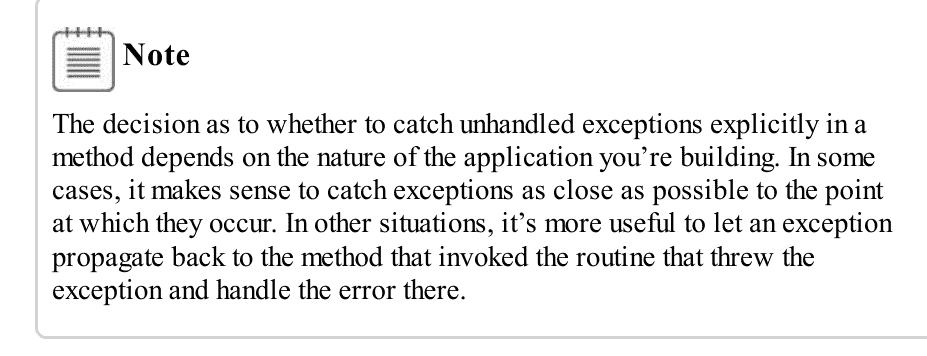 Note
The decision as to whether to catch unhandled exceptions explicitly in a
method depends on the nature of the application you’re building. In some
cases, it makes sense to catch exceptions as close as possible to the point
at which they occur. In other situations, it’s more useful to let an exception
propagate back to the method that invoked the routine that threw the
exception and handle the error there.